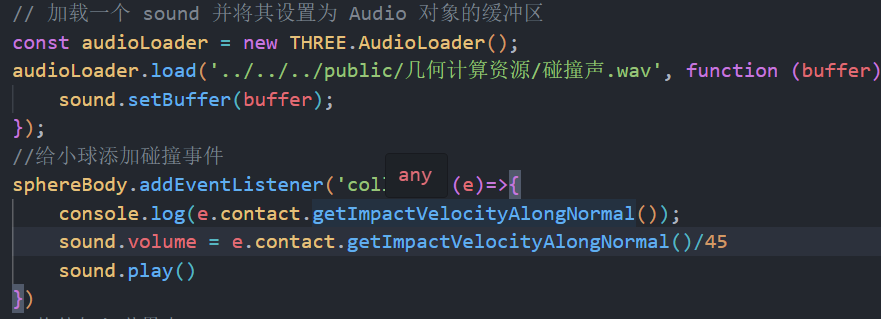 // 加载一个 sound 并将其设置为 Audio 对象的缓冲区
const audioLoader = new THREE.AudioLoader();
audioLoader.load('../../../public/几何计算资源/碰撞声.wav', function (buffer)
sound.setBuffer(buffer);
});
//给小球添加碰撞事件
any
sphereBody.addEventListener('coll (e)=>{
console.log(e.contact.getImpactVelocityAlongNormal());
sound.volume = e.contact.getImpactVelocityAlongNormal()/45
sound.play()
})